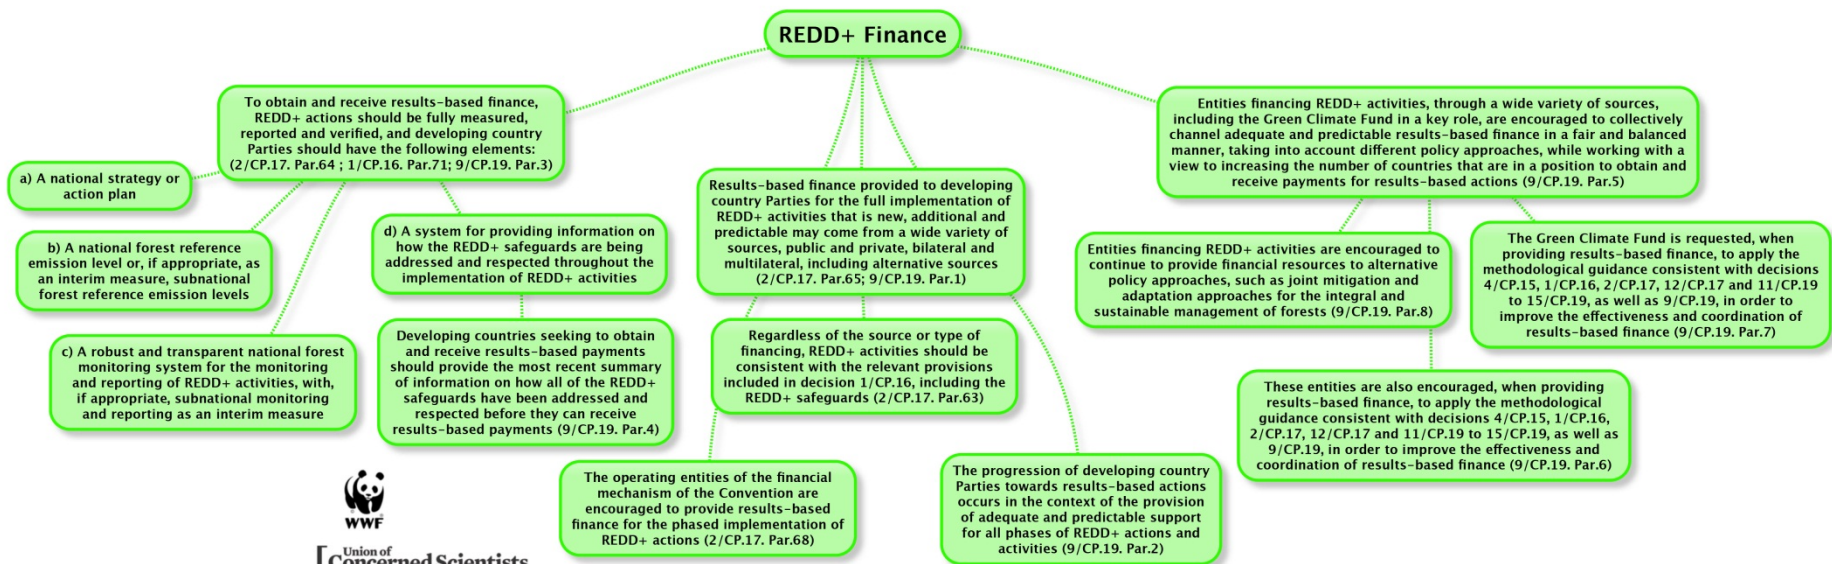 REDD+ Finance
To obtain and receive results-based finance,
REDD+ actions should be fully measured,
reported and verified, and developing country
Parties should have the following elements:
(2/CP.17. Par.64 ; 1/CP.16. Par.71; 9/CP.19. Par.3)
a) A national strategy or
action plan
b) A national forest reference
emission level or, if appropriate, as
an interim measure, subnational
forest reference emission levels
c) A robust and transparent national forest
monitoring system for the monitoring
and reporting of REDD+ activities, with,
if appropriate, subnational monitoring
and reporting as an interim measure
d) A system for providing information on
how the REDD+ safeguards are being
addressed and respected throughout the
implementation of REDD+ activities
Developing countries seeking to obtain
and receive results-based payments
should provide the most recent summary
of information on how all of the REDD+
safeguards have been addressed and
respected before they can receive
results-based payments (9/CP.19. Par.4)
Results-based finance provided to developing
country Parties for the full implementation of
REDD+ activities that is new, additional and
predictable may come from a wide variety of
sources, public and private, bilateral and
multilateral, including alternative sources
(2/CP.17. Par.65; 9/CP.19. Par.1)
Regardless of the source or type of
financing, REDD+ activities should be
consistent with the relevant provisions
included in decision 1/CP.16, including the
REDD+ safeguards (2/CP.17. Par.63)
The operating entities of the financial
mechanism of the Convention are
encouraged to provide results-based
finance for the phased implementation of
REDD+ actions (2/CP.17. Par.68)
The progression of developing country
Parties towards results-based actions
occurs in the context of the provision
of adequate and predictable support
for all phases of REDD+ actions and
activities (9/CP.19. Par.2)
Entities financing REDD+ activities, through a wide variety of sources,
including the Green Climate Fund in a key role, are encouraged to collectively
channel adequate and predictable results-based finance in a fair and balanced
manner, taking into account different policy approaches, while working with a
view to increasing the number of countries that are in a position to obtain and
receive payments for results-based actions (9/CP.19. Par.5)
Entities financing REDD+ activities are encouraged to
continue to provide financial resources to alternative
policy approaches, such as joint mitigation and
adaptation approaches for the integral and
sustainable management of forests (9/CP.19. Par.8)
The Green Climate Fund is requested, when
providing results-based finance, to apply the
methodological guidance consistent with decisions
4/CP.15, 1/CP.16, 2/CP.17, 12/CP.17 and 11/CP.19
to 15/CP.19, as well as 9/CP.19, in order to
improve the effectiveness and coordination of
results-based finance (9/CP.19. Par.7)
These entities are also encouraged, when providing
results-based finance, to apply the methodological
guidance consistent with decisions 4/CP.15, 1/CP.16,
2/CP.17, 12/CP.17 and 11/CP.19 to 15/CP.19, as well as
9/CP.19, in order to improve the effectiveness and
coordination of results-based finance (9/CP.19. Par.6)
WWF
Union of
Concerned Scientists